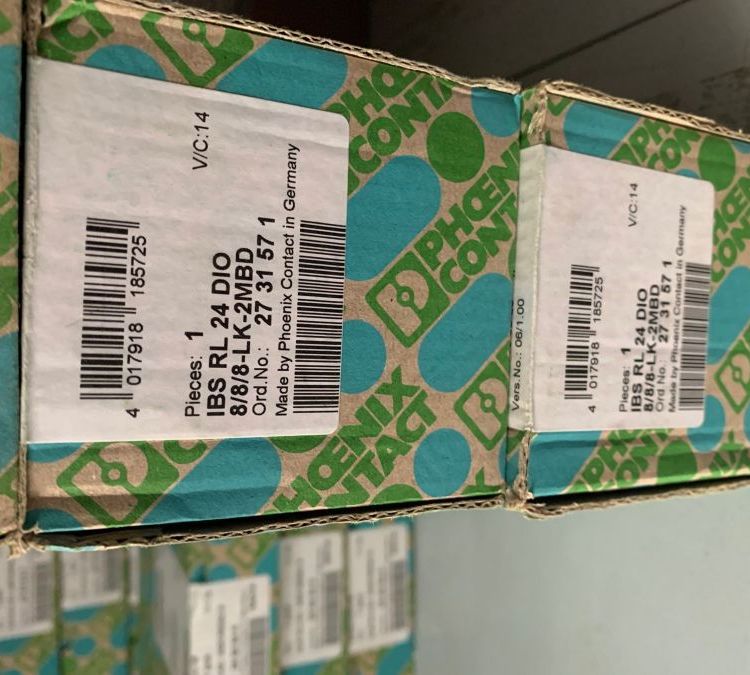 4 017918 185725
V/C:14
Pieces: 1
IBS RL 24 DIO
8/8/8-LK-2MBD
Ord.No.: 27 31 57 1
Made by Phoenix Contact in Germany
PHOENIX
CONTACT
PHOENIX
CONTACT
Vers.No.: 06/1.00
4 017918 185725
V/C:14
Pieces: 1
IBS RL 24 DIO
8/8/8-LK-2MBD
Ord.No.: 27 31 57 1
Made by Phoenix Contact in Germany